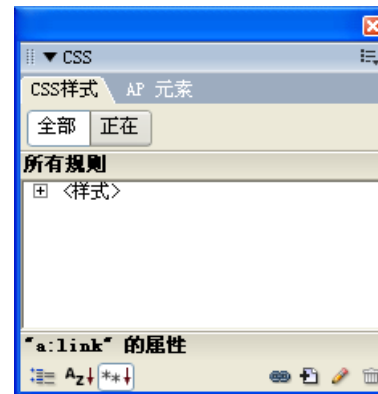 CSS
CSS样式 AP 元素
全部 正在
所有规则
<样式>
"a:link" 的属性
Az↓ **↓